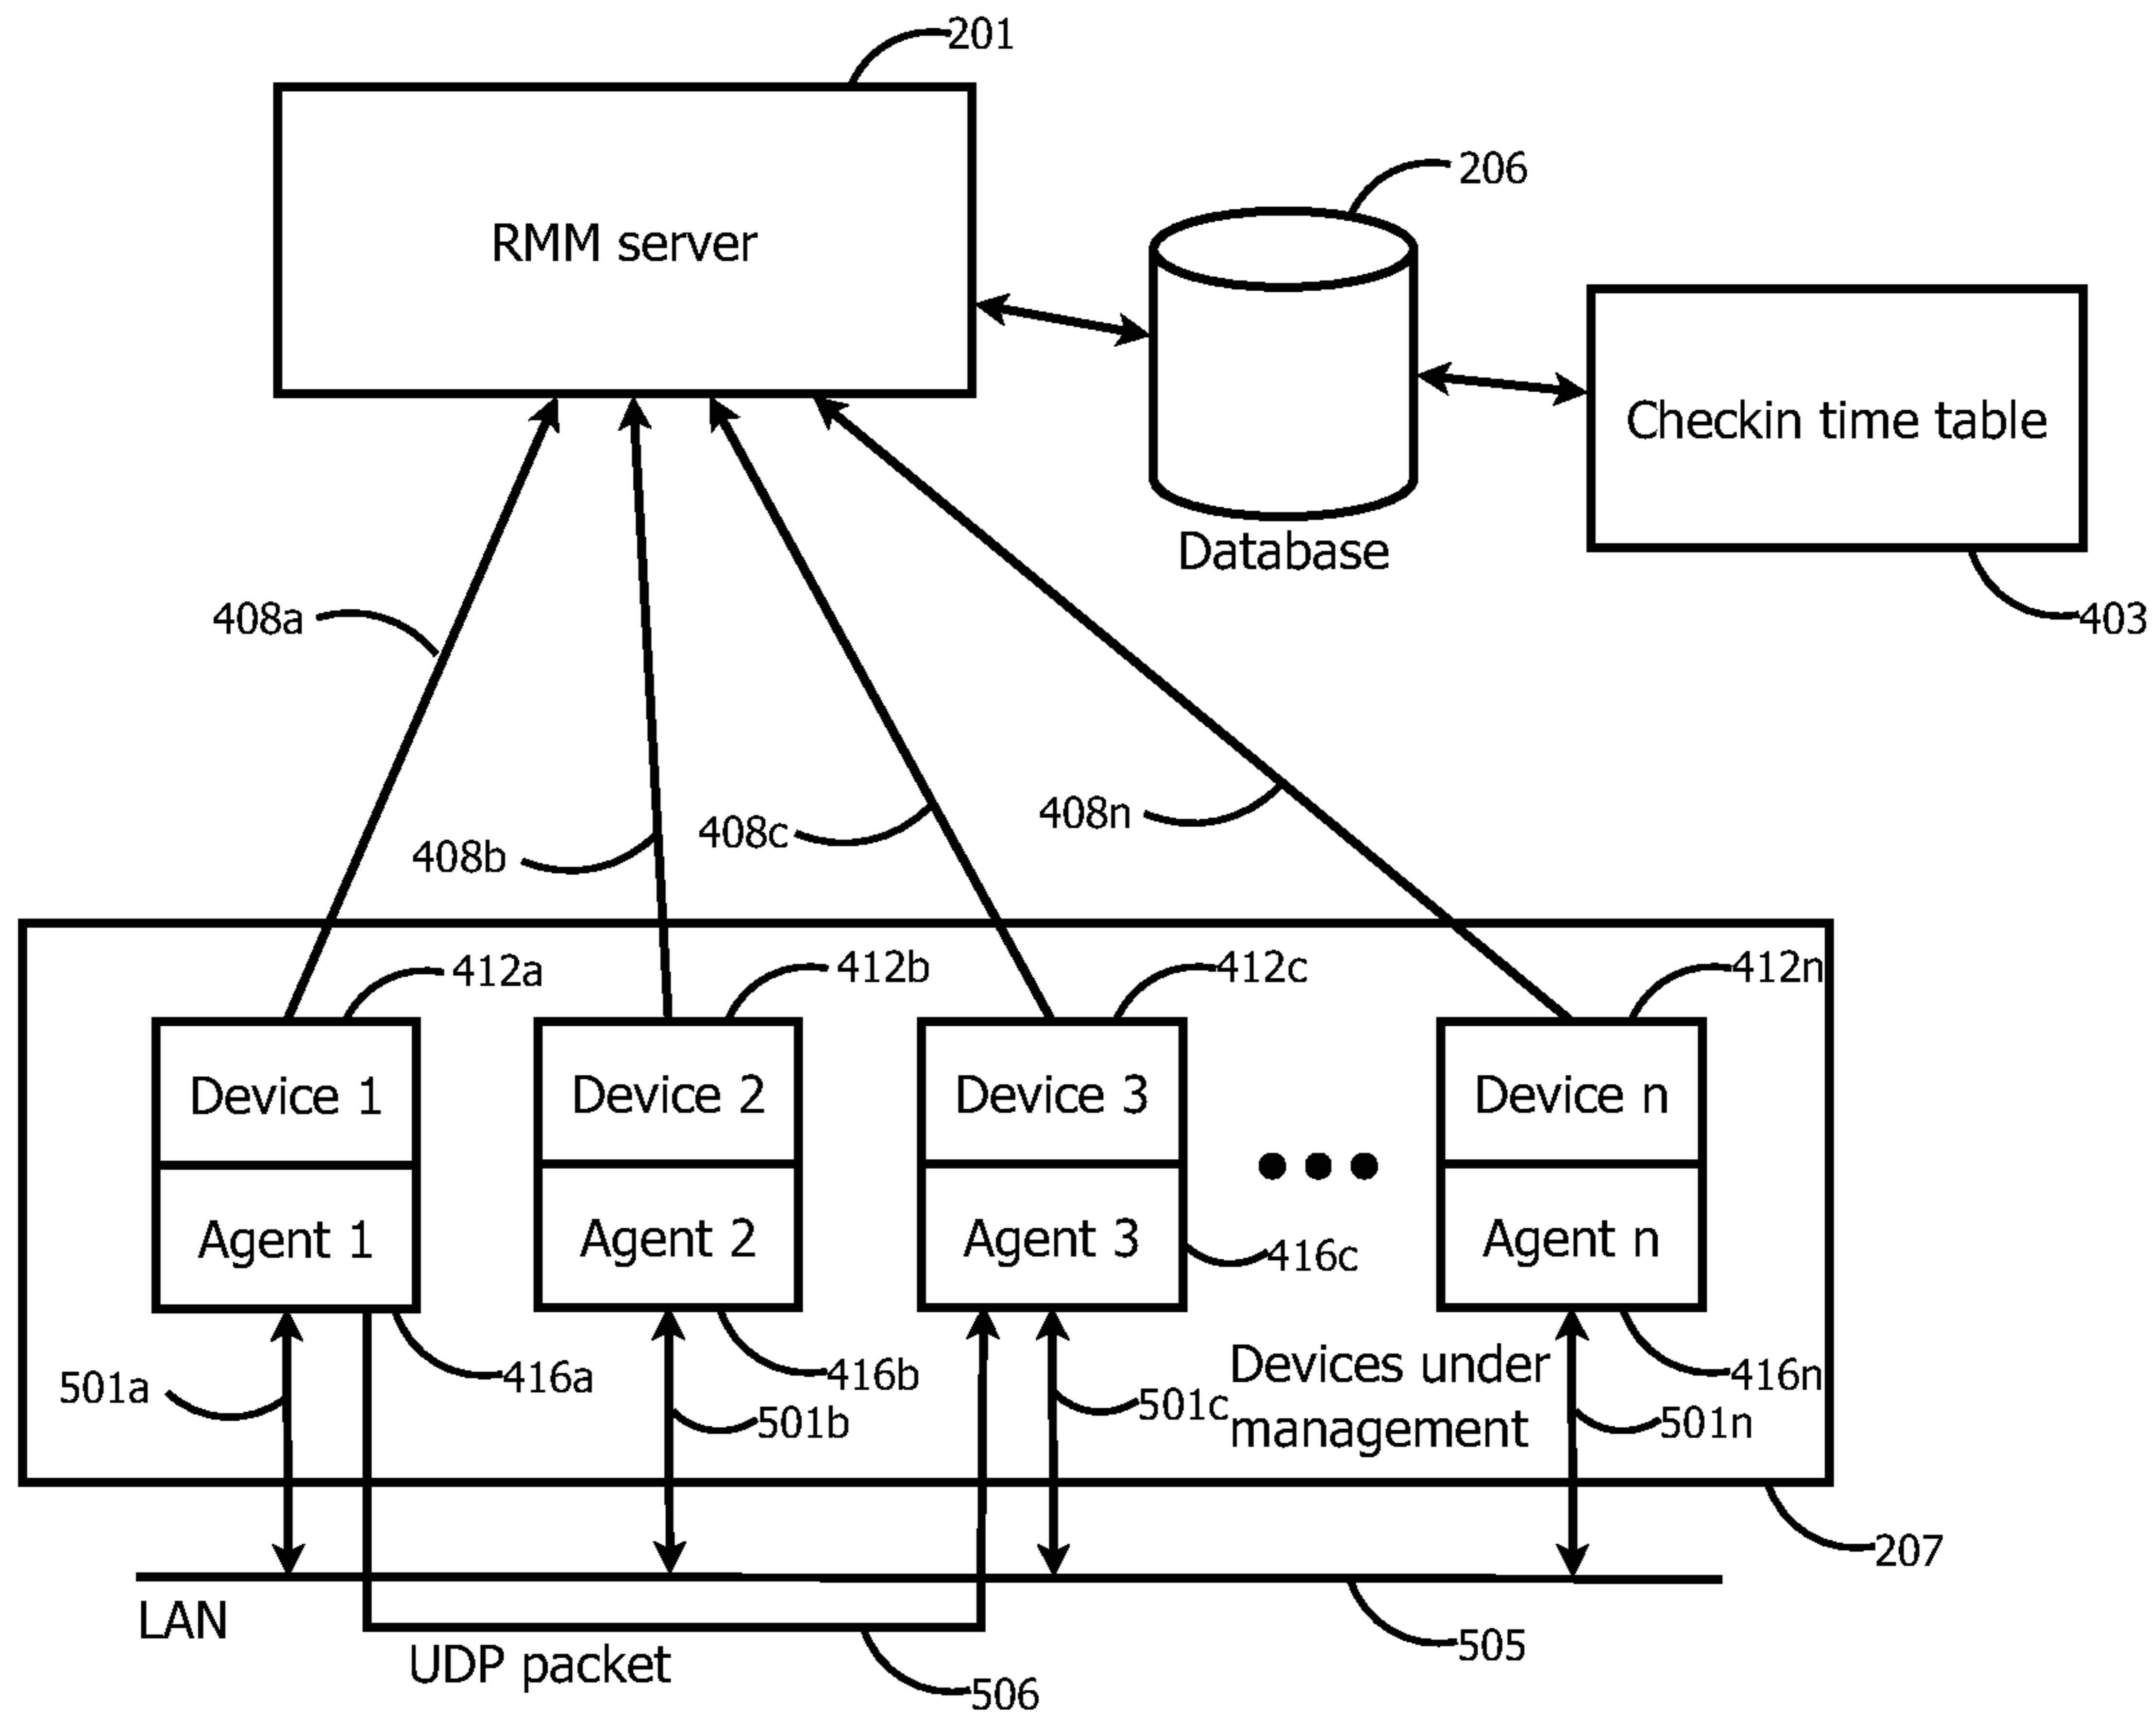 201
RMM server
206
Database
Checkin time table
403
408a
408b
408c
408n
412a
412b
412c
412n
Device 1
Device 2
Device 3
Device n
Agent 1
Agent 2
Agent 3
Agent n
416c
416a
416b
416n
501a
501b
501c
501n
Devices under
management
207
LAN
UDP packet
505
506